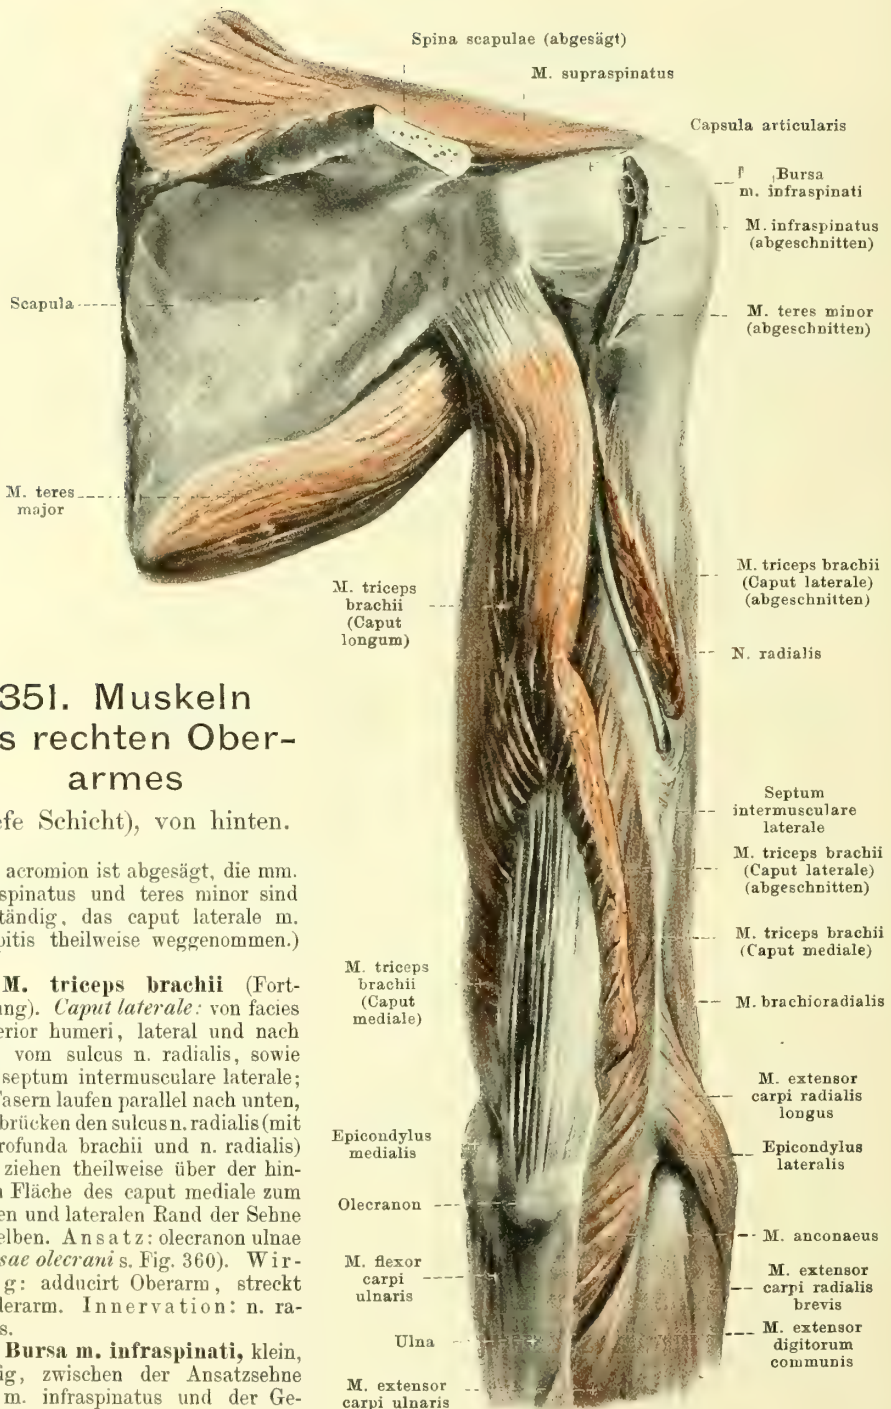 Spina scapulae (abgesägt)
M. supraspinatus
Capsula articularis
Bursa
m. infraspinati
M. infraspinatus
(abgeschnitten)
Scapula
M. teres minor
(abgeschnitten)
M. teres
major
M. triceps brachii
(Caput laterale)
(abgeschnitten)
M. triceps
brachii
(Caput
longum)
N. radialis
351. Muskeln
s rechten Ober-
armes
efe Schicht), von hinten.
acromion ist abgesägt, die mm.
spinatus und teres minor sind
tändig, das caput laterale m.
pitis theilweise weggenommen.)
M. triceps brachii (Fort-
ng). Caput laterale: von facies
erior humeri, lateral und nach
vom sulcus n. radialis, sowie
septum intermusculare laterale;
Fasern laufen parallel nach unten,
brücken den sulcus n. radialis (mit
rofunda brachii und n. radialis)
ziehen theilweise über der hin-
n Fläche des caput mediale zum
en und lateralen Rand der Sehne
elben. Ansatz: olecranon ulnae
sae olecrani s. Fig. 360). Wir-
g: adducirt Oberarm, streckt
derarm. Innervation: n. ra-
s.
Bursa m. infraspinati, klein,
ig, zwischen der Ansatzsehne
m. infraspinatus und der Ge-
Septum
intermusculare
laterale
M. triceps brachii
(Caput laterale)
(abgeschnitten)
M. triceps brachii
(Caput mediale)
M. triceps
brachii
(Caput
mediale)
M. brachioradialis
M. extensor
carpi radialis
longus
Epicondylus
medialis
Epicondylus
lateralis
Olecranon
M. anconaeus
M. flexor
carpi
ulnaris
M. extensor
carpi radialis
brevis
Ulna
M. extensor
digitorum
communis
M. extensor
carpi ulnaris